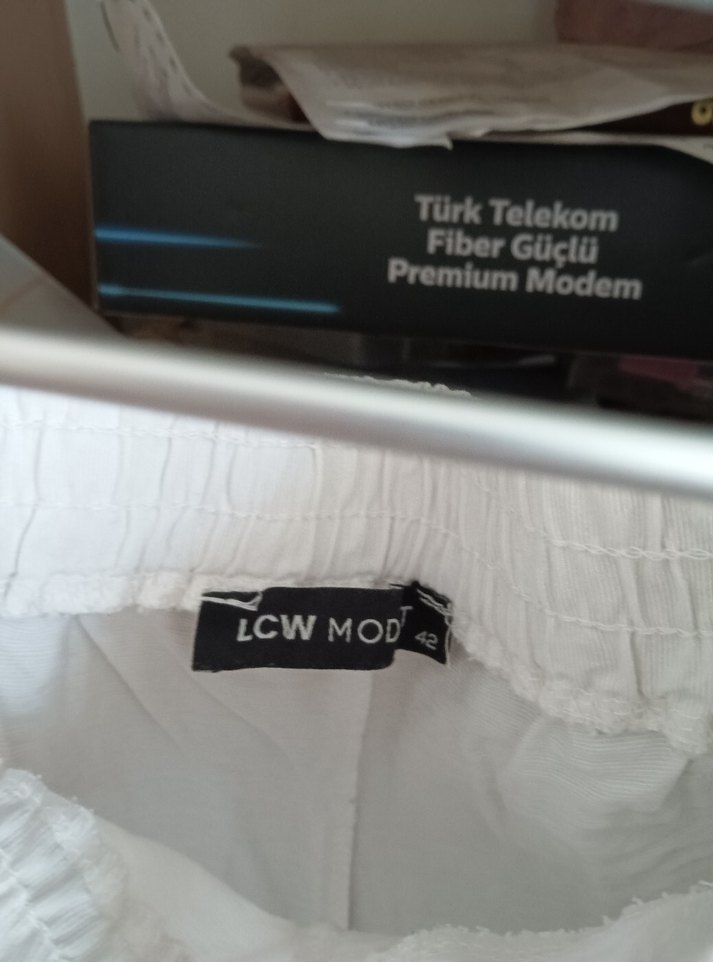 Türk Telekom
Fiber Güçlü
Premium Modem
LCW MOD
T
42